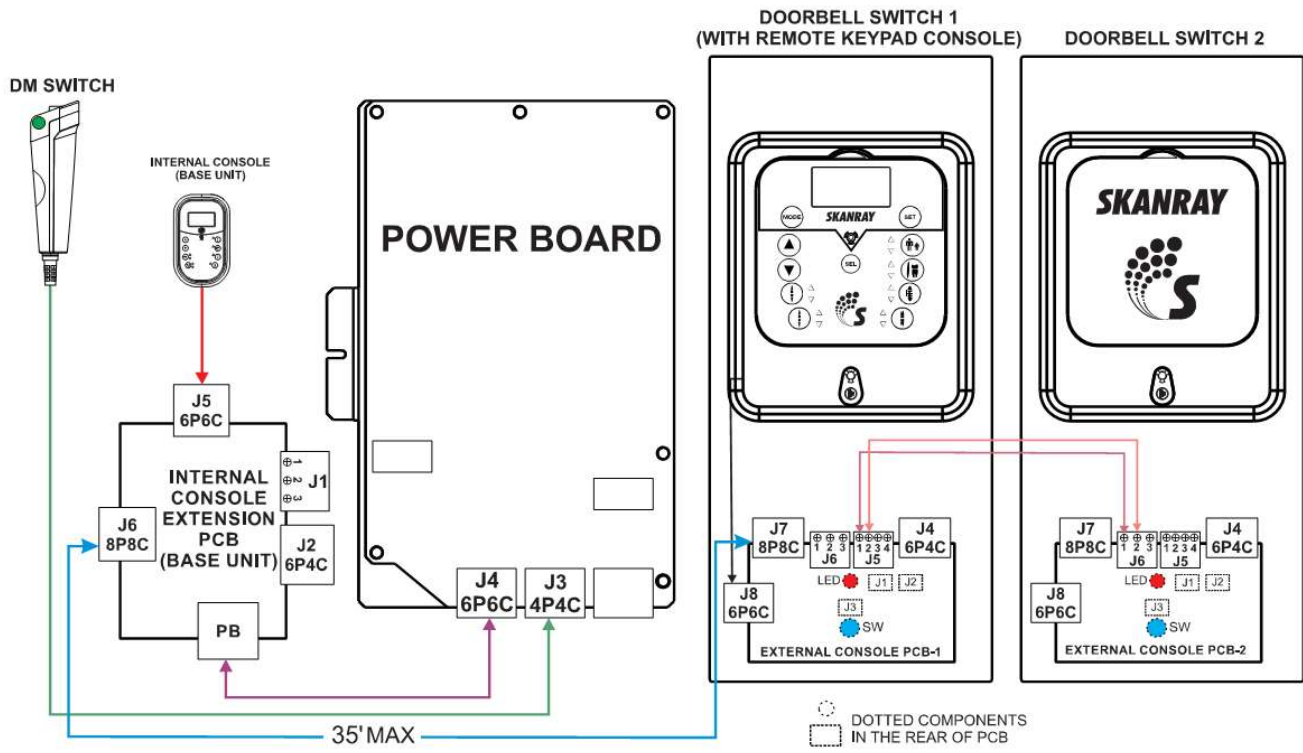 DOORBELL SWITCH 1
(WITH REMOTE KEYPAD CONSOLE)
DOORBELL SWITCH 2
DM SWITCH
INTERNAL CONSOLE
(BASE UNIT)
POWER BOARD
MODE
SKANRAY
SET
SEL
S
SKANRAY
S
J5
6P6C
INTERNAL
CONSOLE
EXTENSION
PCB
(BASE UNIT)
1
2
3
J1
J6
8P8C
J2
6P4C
PB
J4
6P6C
J3
4P4C
J7
8P8C
1 2 3
J6
1 2 3 4
J5
J4
6P4C
LED
J1
J2
J8
6P6C
J3
SW
EXTERNAL CONSOLE PCB-1
J7
8P8C
1 2 3
J6
1 2 3 4
J5
J4
6P4C
LED
J1
J2
J8
6P6C
J3
SW
EXTERNAL CONSOLE PCB-2
35'MAX
DOTTED COMPONENTS
IN THE REAR OF PCB